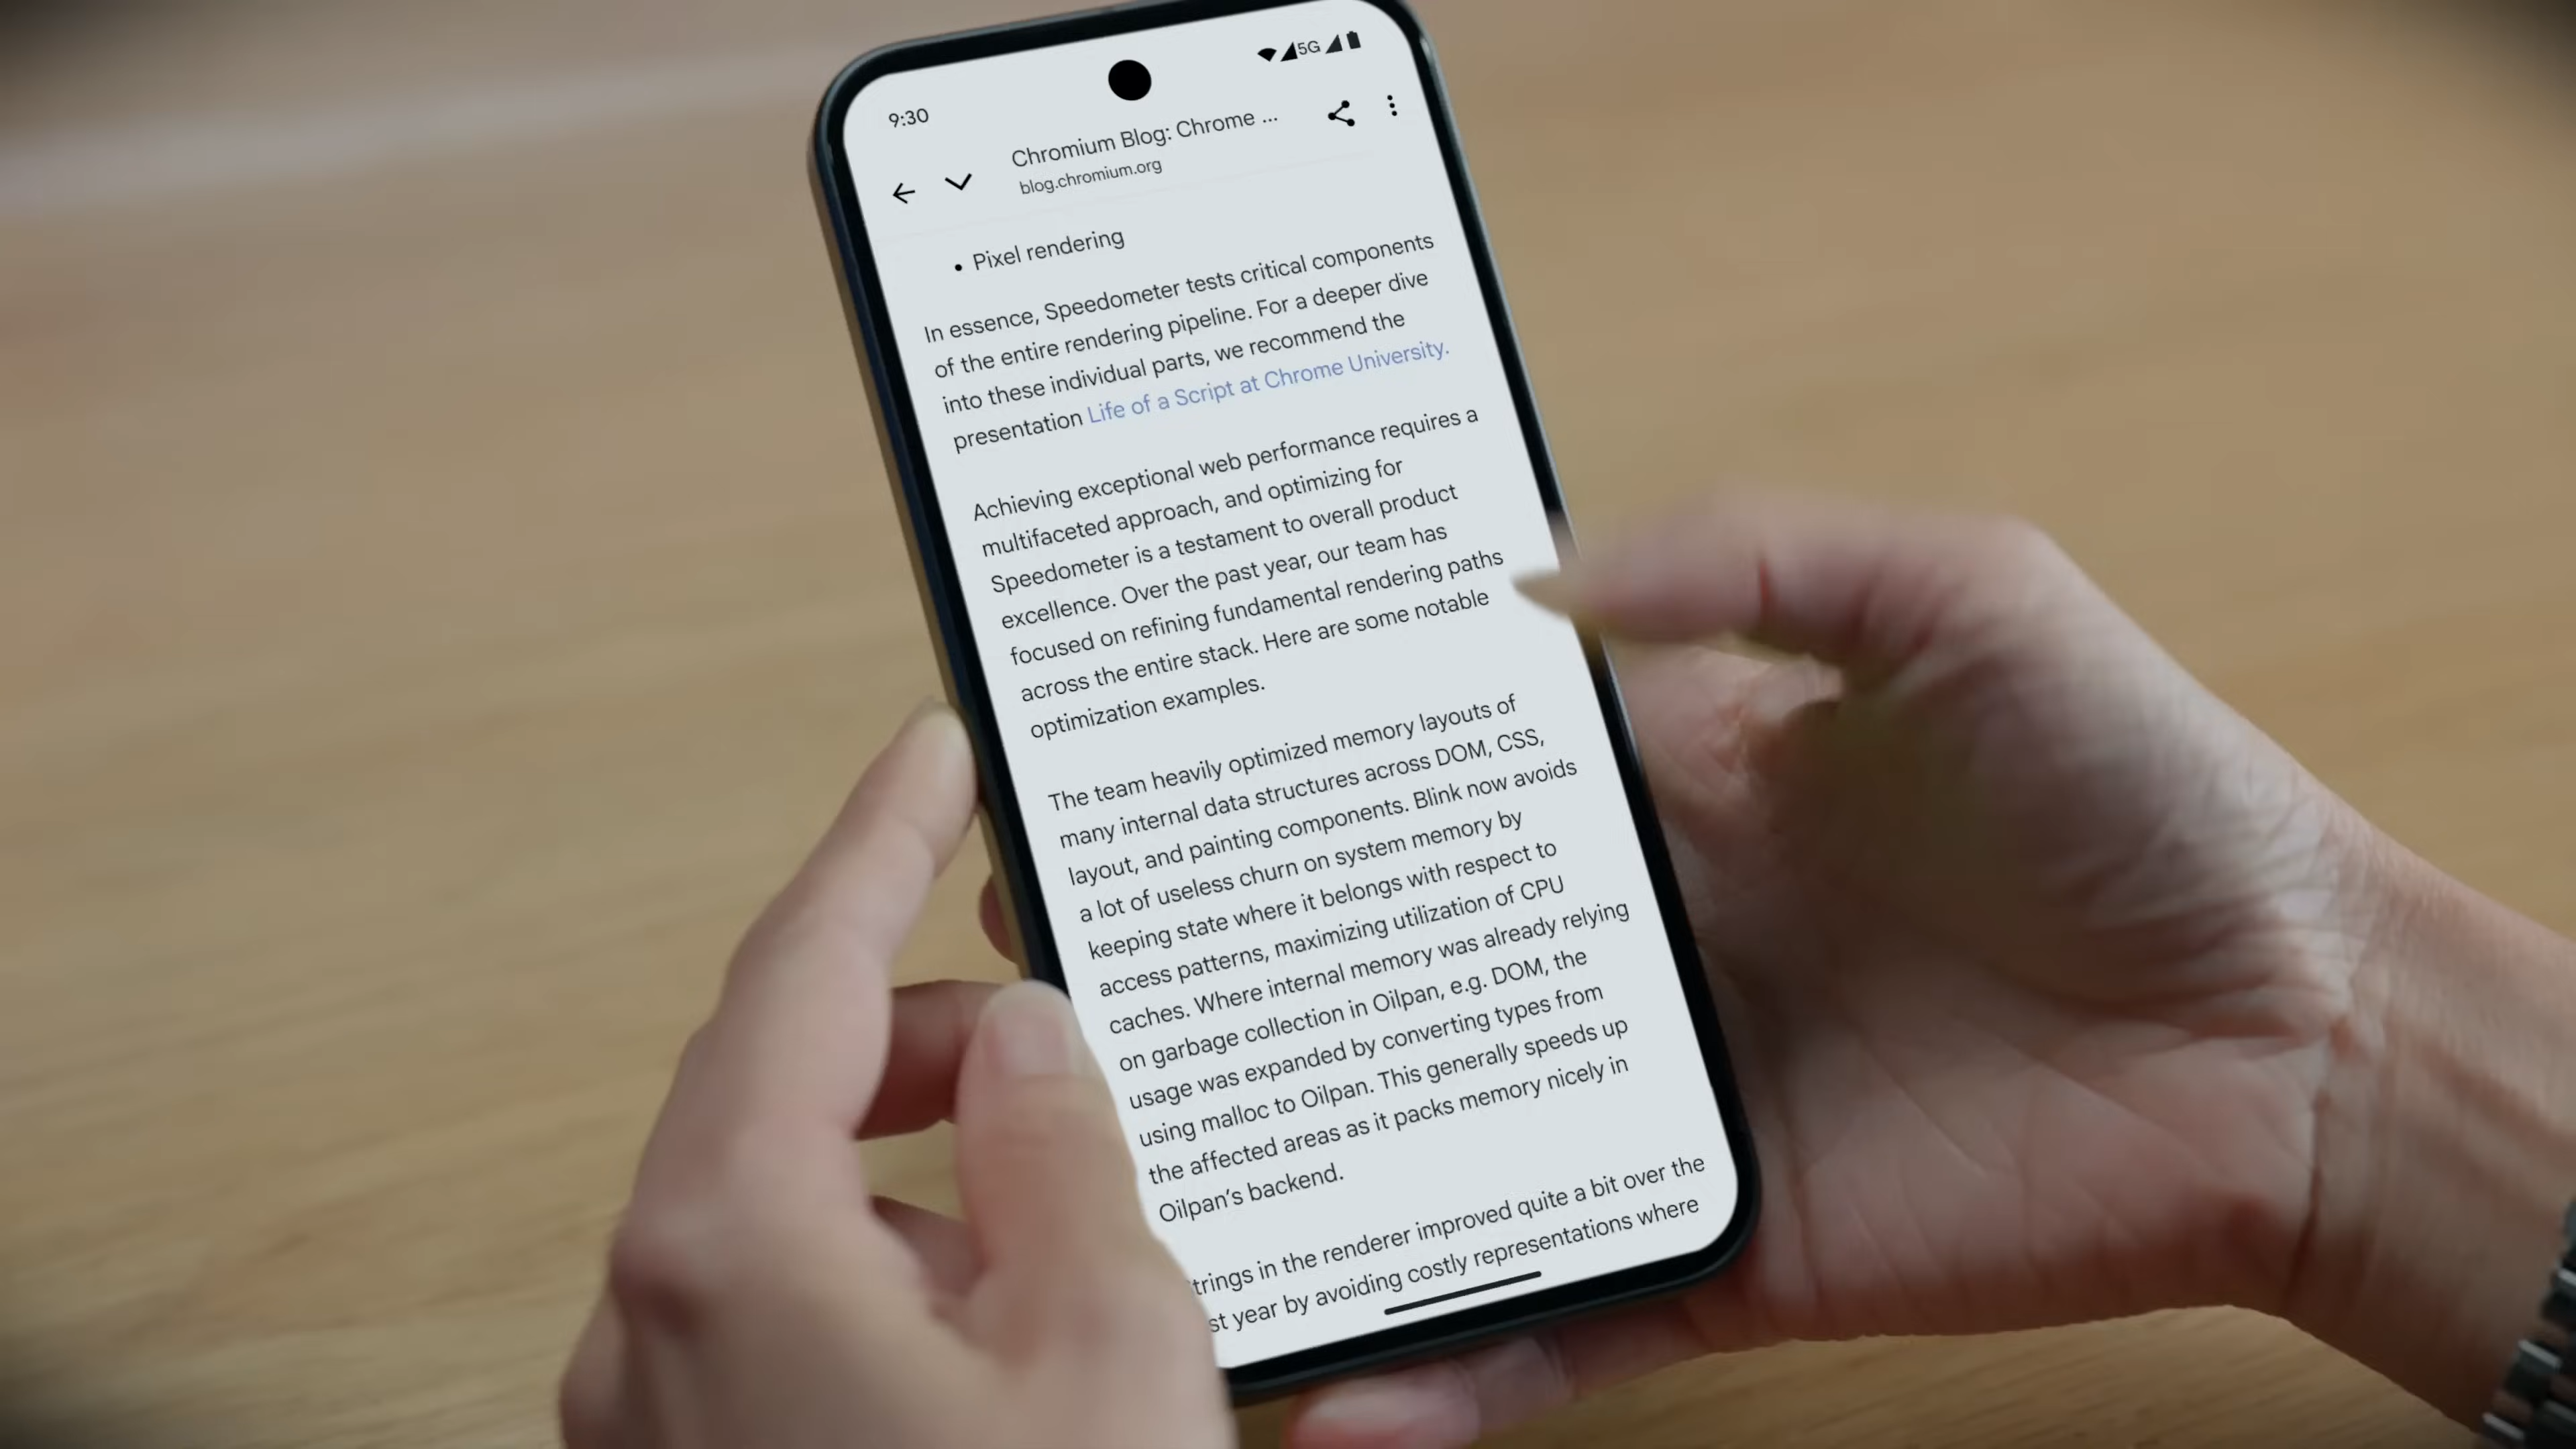 9:30
5G
Chromium Blog: Chrome ...
blog.chromium.org
• Pixel rendering
In essence, Speedometer tests critical components
of the entire rendering pipeline. For a deeper dive
into these individual parts, we recommend the
presentation Life of a Script at Chrome University.
Achieving exceptional web performance requires a
multifaceted approach, and optimizing for
Speedometer is a testament to overall product
excellence. Over the past year, our team has
focused on refining fundamental rendering paths
across the entire stack. Here are some notable
optimization examples.
The team heavily optimized memory layouts of
many internal data structures across DOM, CSS,
layout, and painting components. Blink now avoids
a lot of useless churn on system memory by
keeping state where it belongs with respect to
access patterns, maximizing utilization of CPU
caches. Where internal memory was already relying
on garbage collection in Oilpan, e.g. DOM, the
usage was expanded by converting types from
using malloc to Oilpan. This generally speeds up
the affected areas as it packs memory nicely in
Oilpan’s backend.
trings in the renderer improved quite a bit over the
st year by avoiding costly representations where